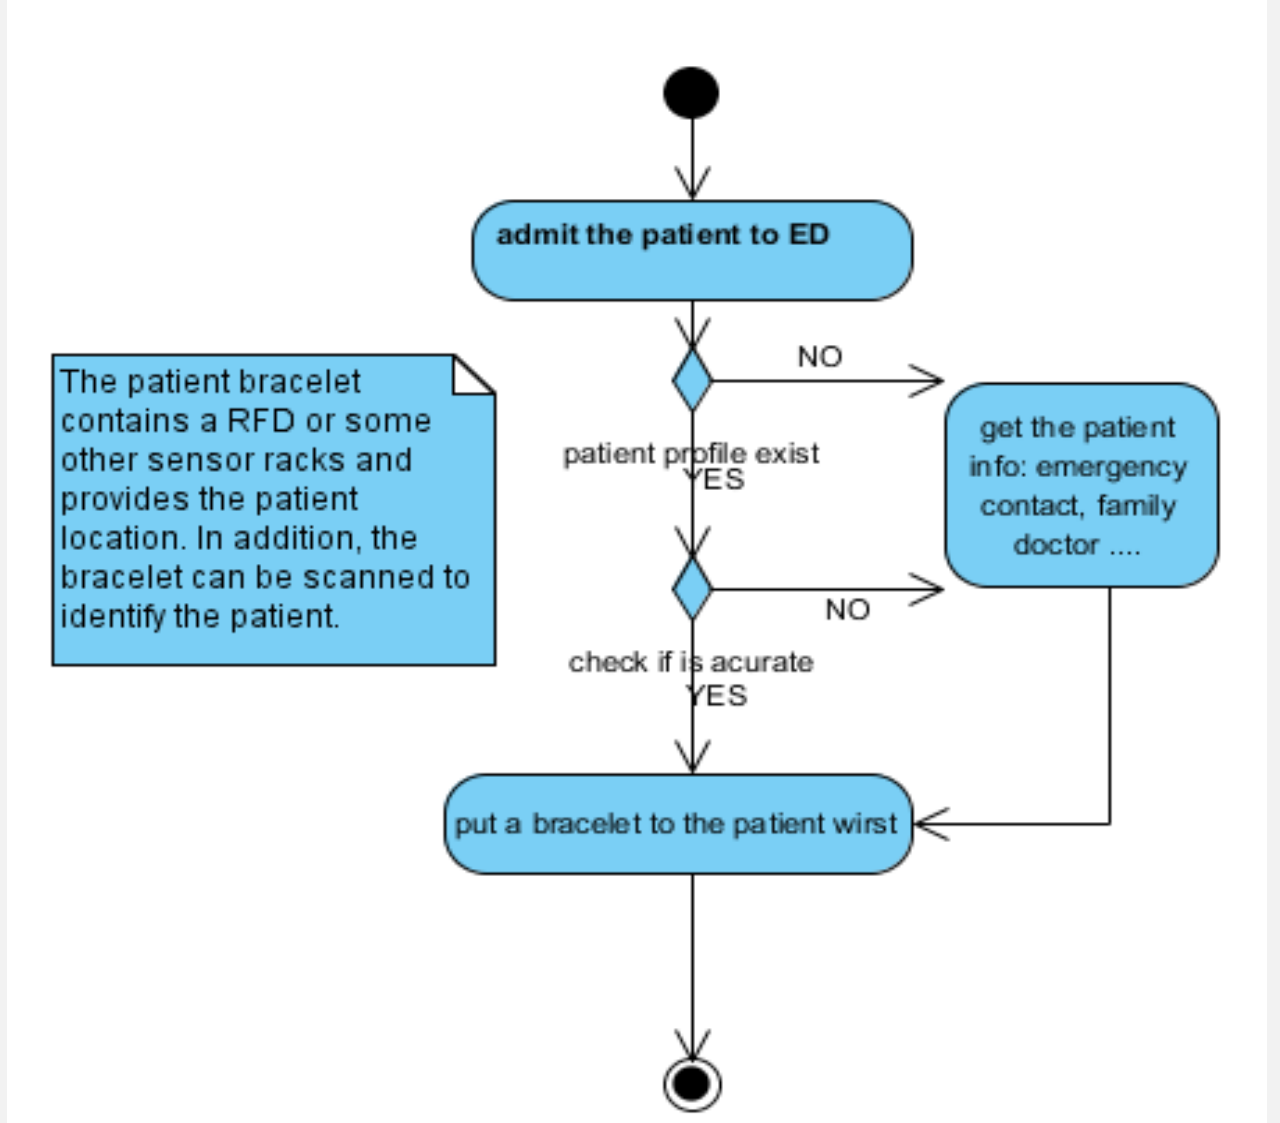 admit the patient to ED
NO
The patient bracelet
contains a RFD or some
other sensor racks and
provides the patient
location. In addition, the
bracelet can be scanned to
identify the patient.
get the patient
info: emergency
contact, family
doctor ....
patient profile exist
YES
NO
check if is acurate
YES
put a bracelet to the patient wirst